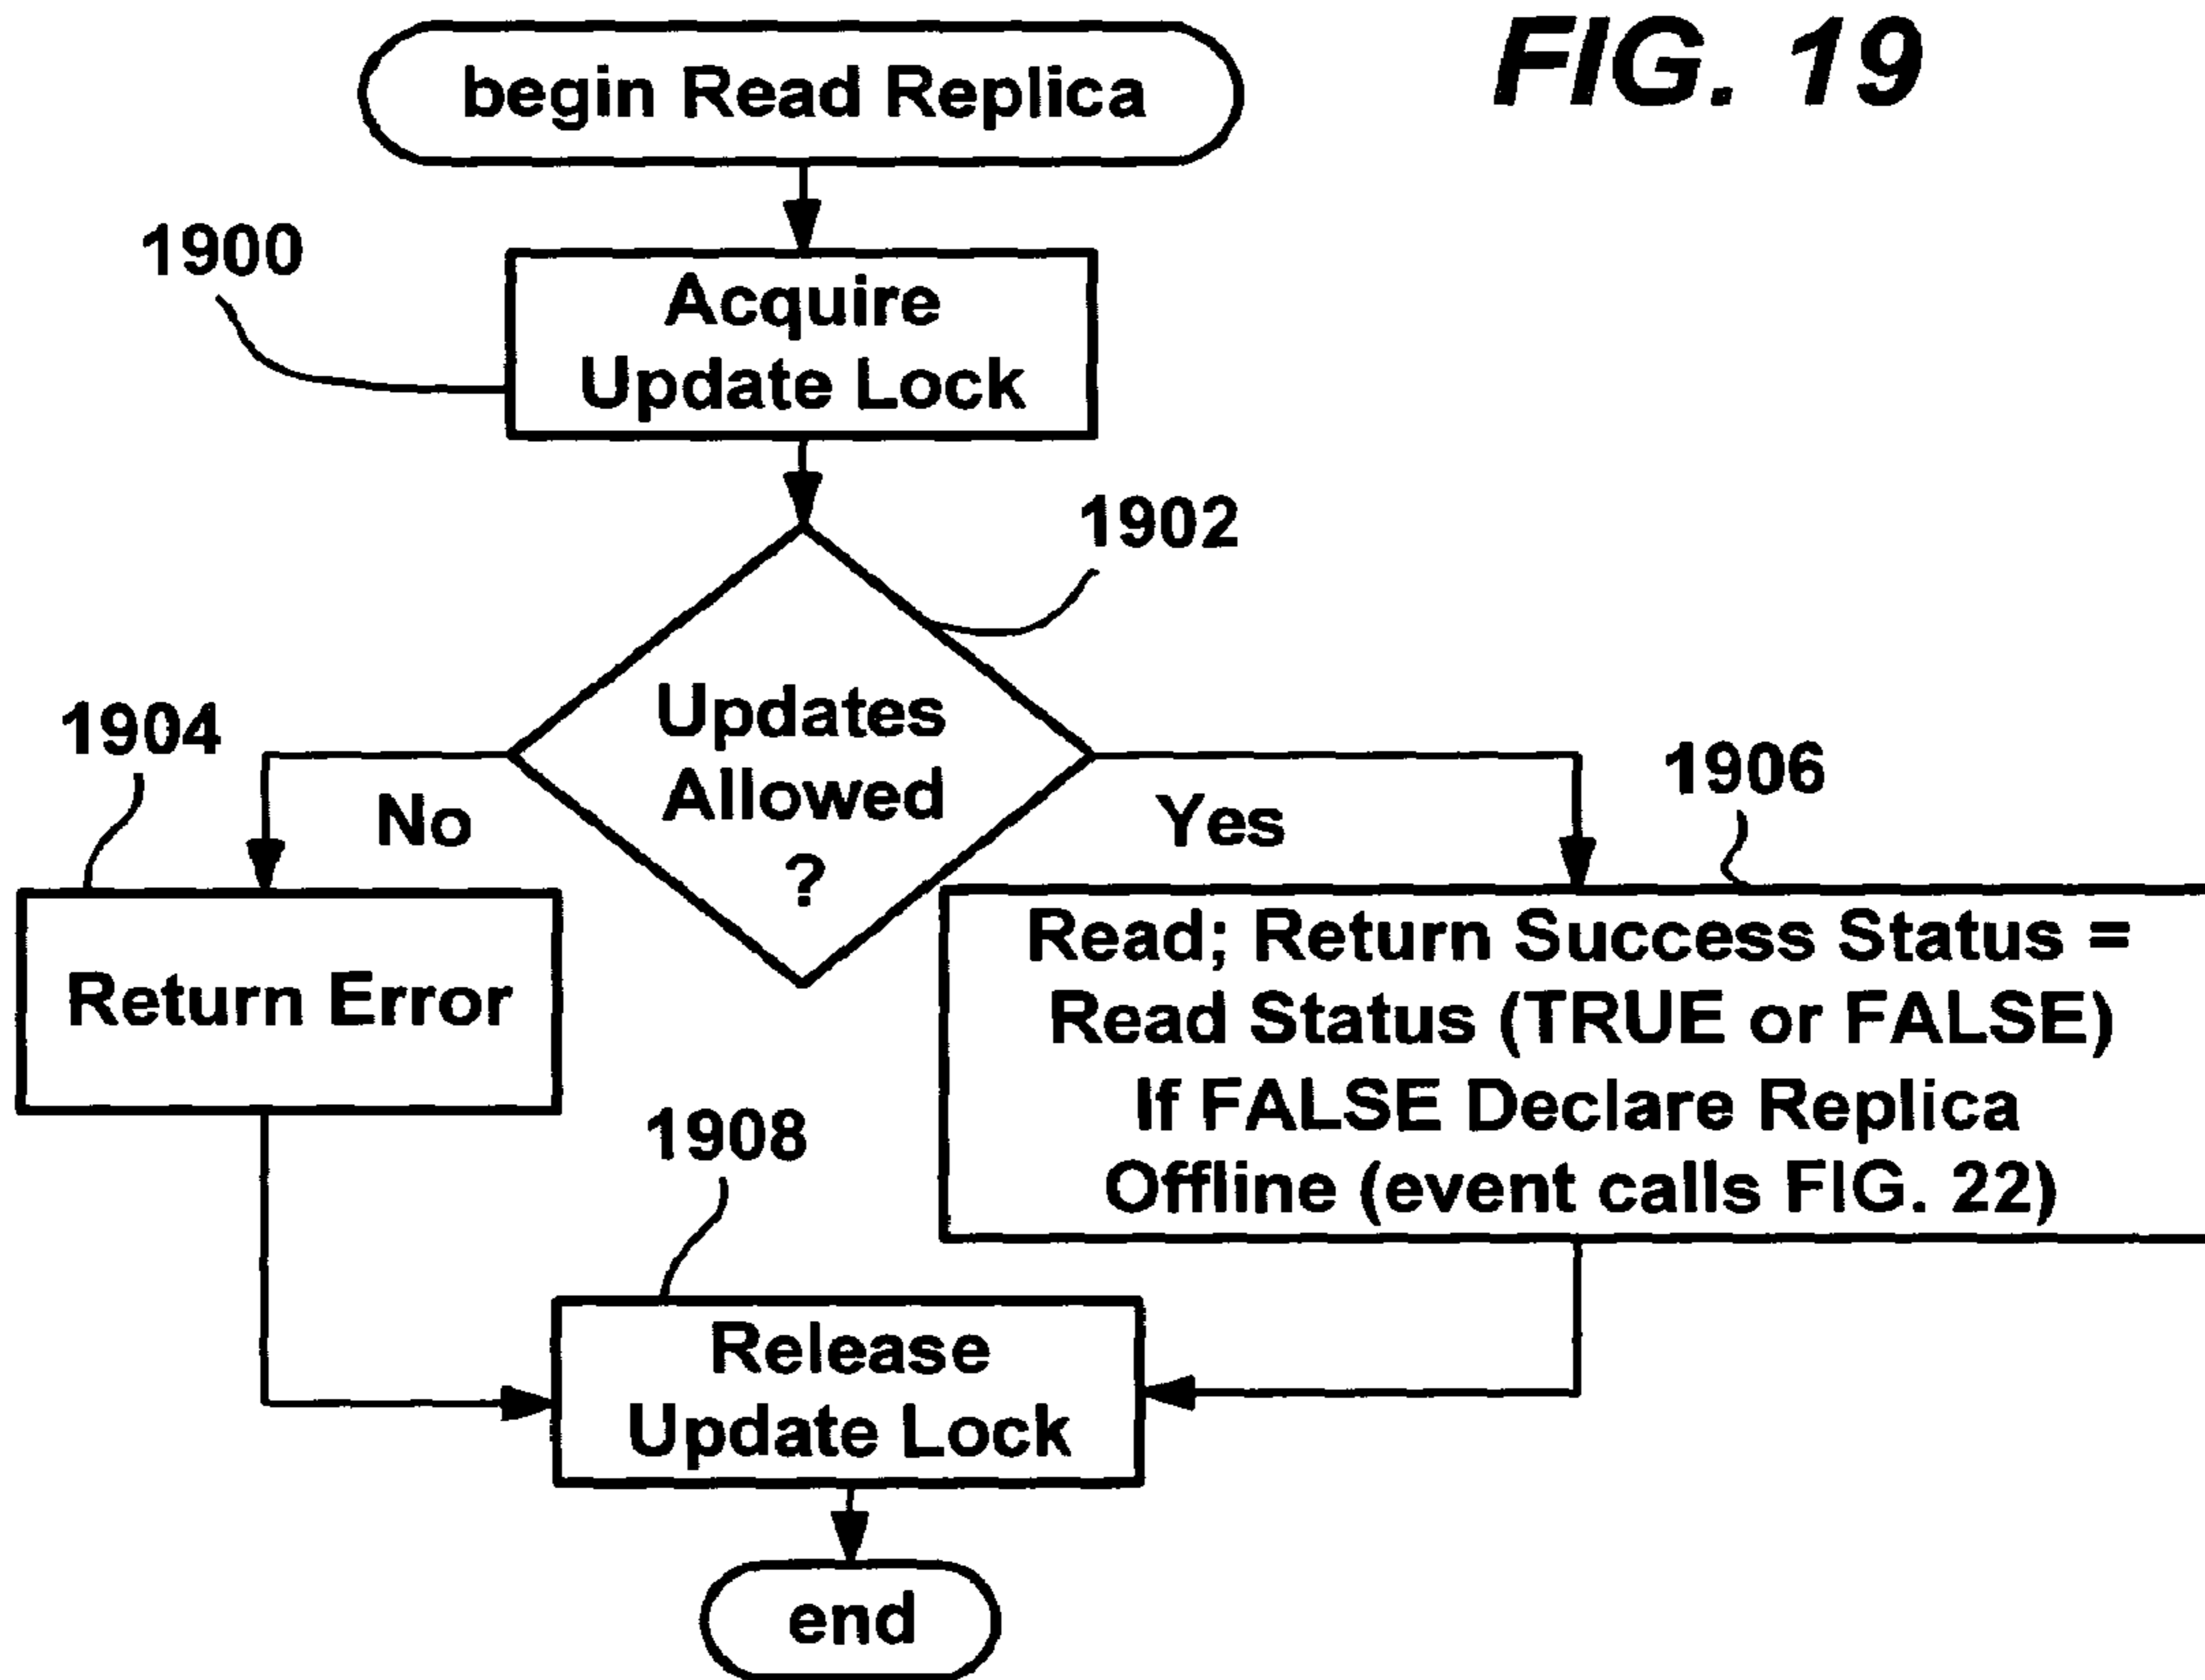 FIG. 19
begin Read Replica
1900
Acquire
Update Lock
1902
Updates
Allowed
?
1904
No
Yes
1906
Return Error
Read; Return Success Status =
Read Status (TRUE or FALSE)
If FALSE Declare Replica
Offline (event calls FIG. 22)
1908
Release
Update Lock
end